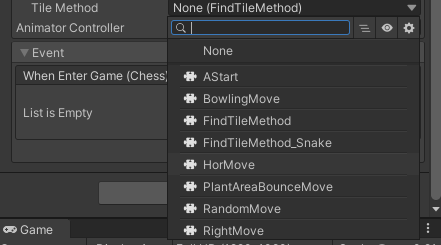 Tile Method None (FindTileMethod)
Animator Controller
Event
None
When Enter Game (Chess)
AStart
BowlingMove
List is Empty
FindTileMethod
FindTileMethod_Snake
HorMove
PlantAreaBounceMove
RandomMove
Game
RightMove